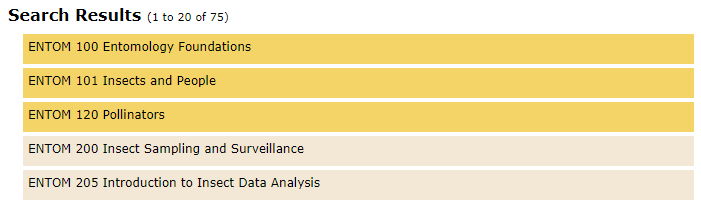 Search Results (1 to 20 of 75)
ENTOM 100 Entomology Foundations
ENTOM 101 Insects and People
ENTOM 120 Pollinators
ENTOM 200 Insect Sampling and Surveillance
ENTOM 205 Introduction to Insect Data Analysis